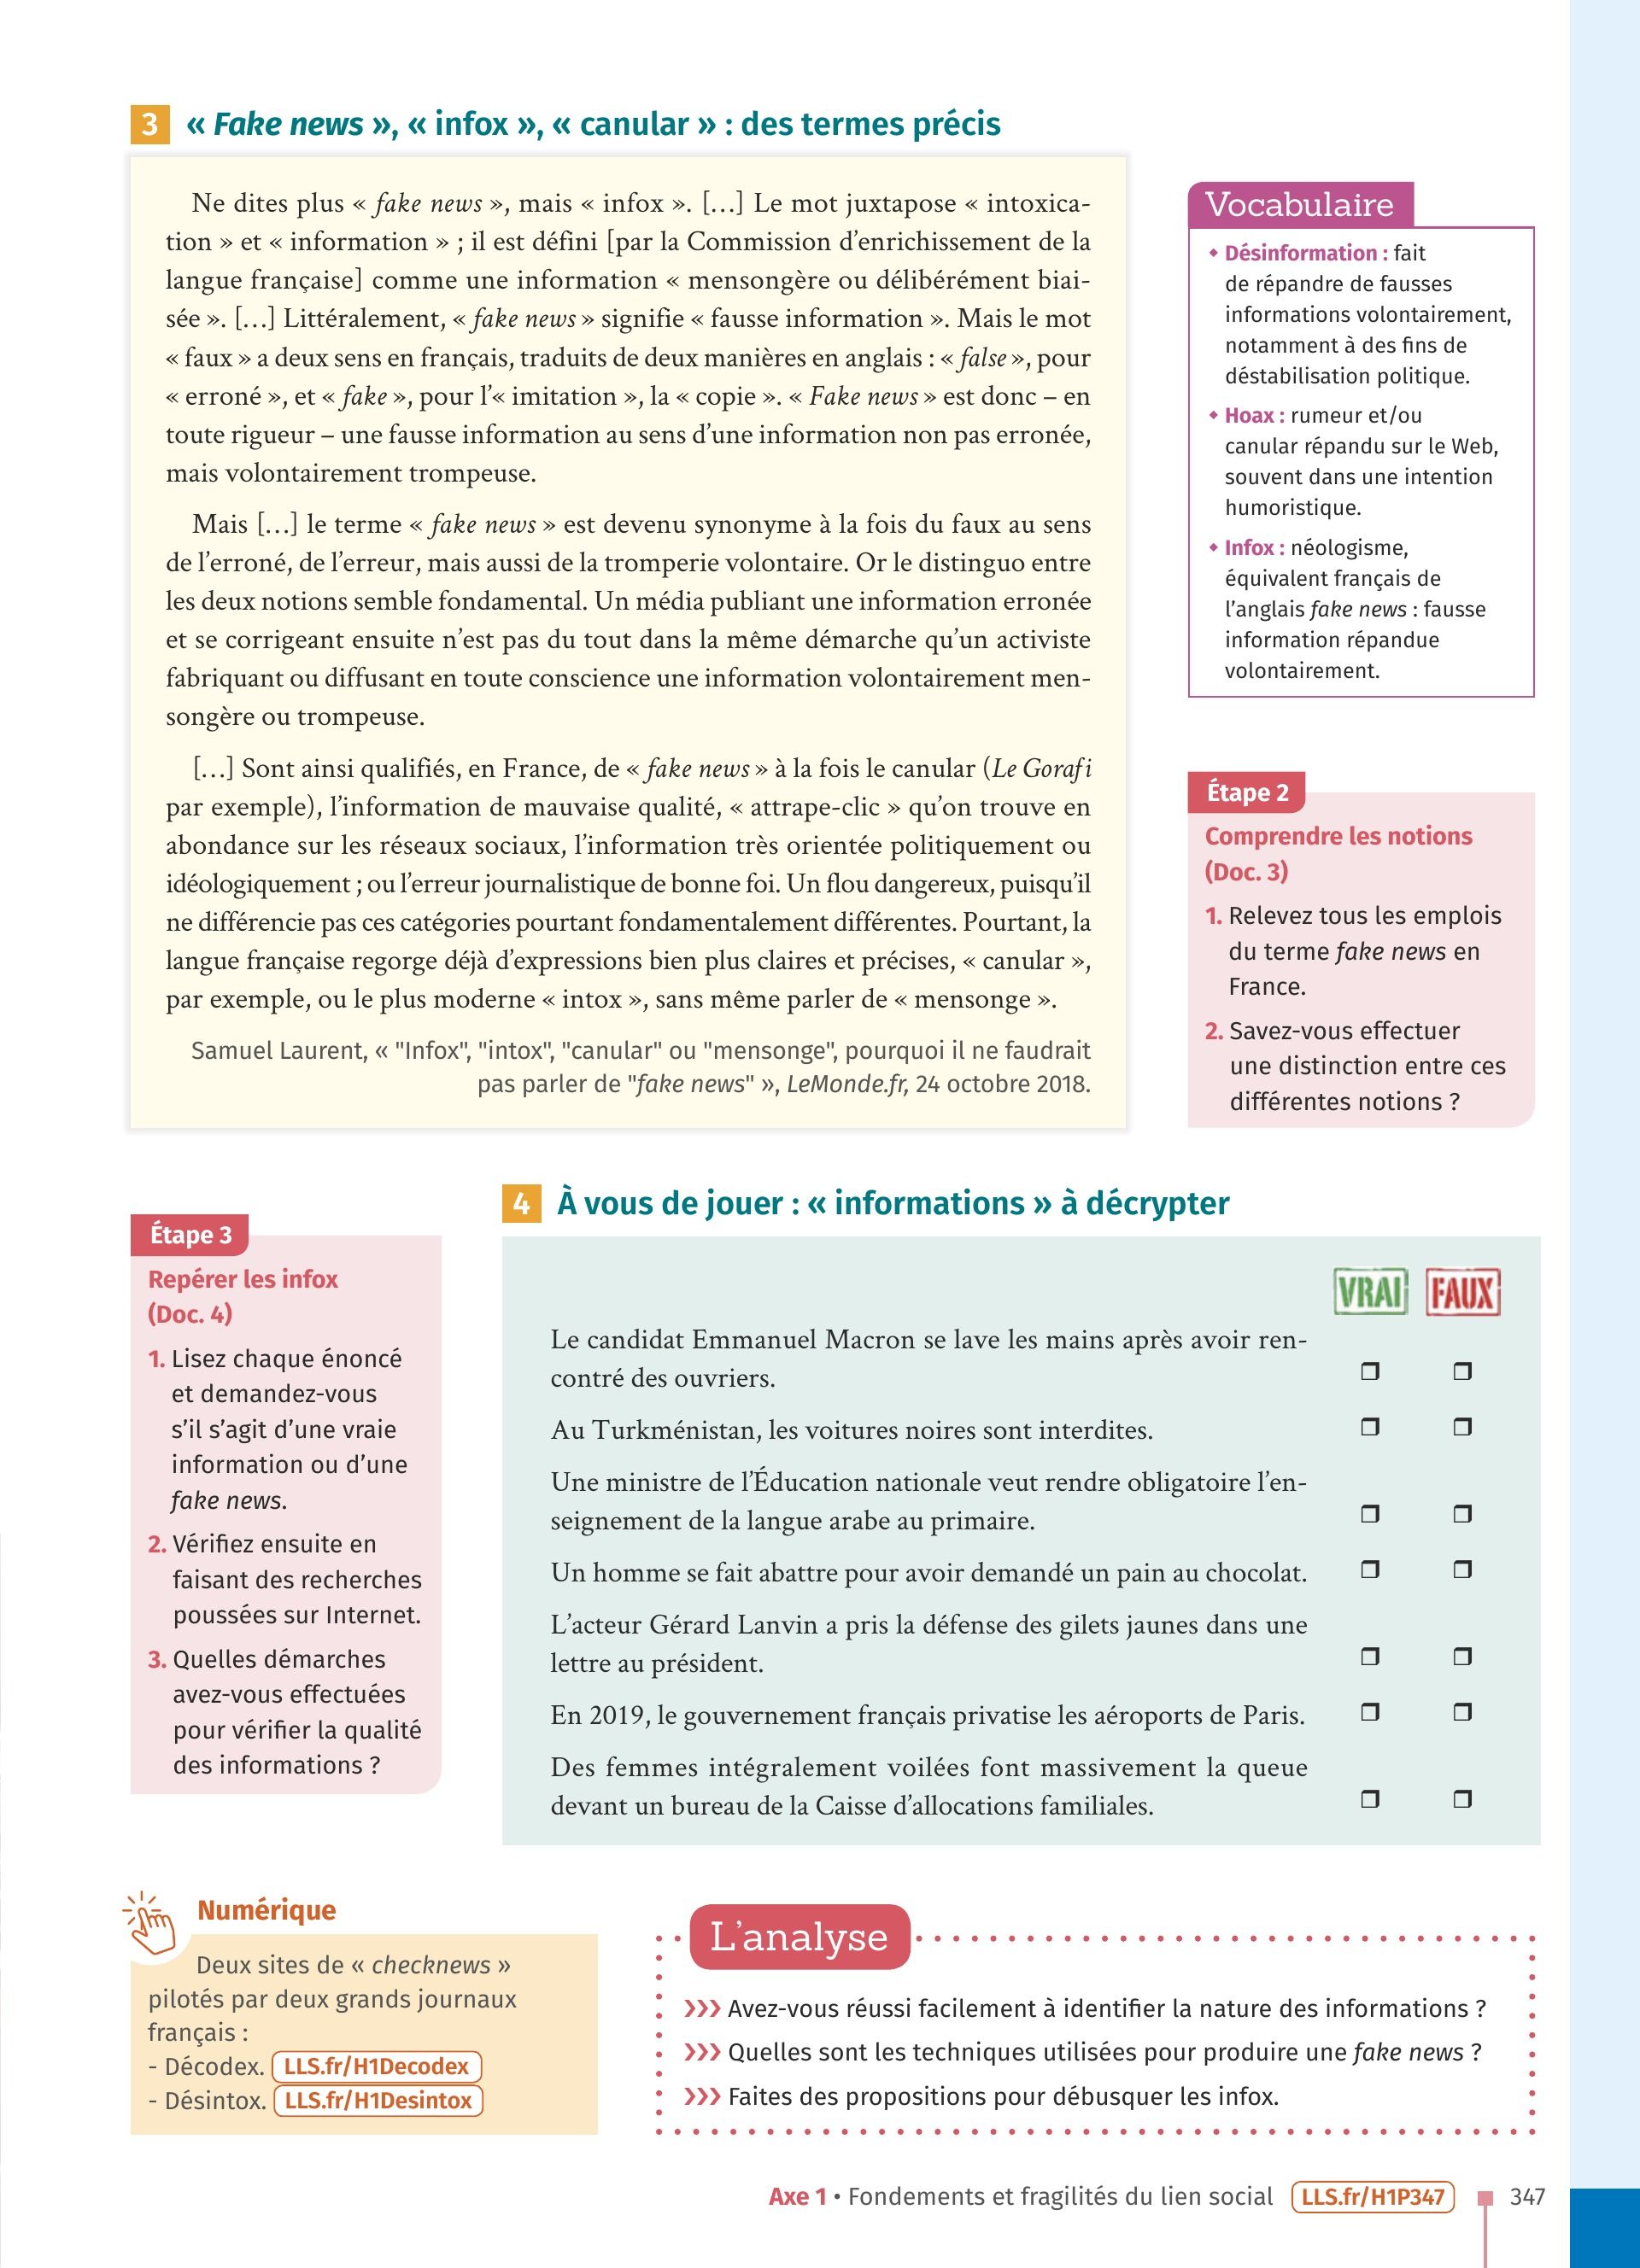 3 « Fake news », « infox », « canular » : des termes précis
Ne dites plus « fake news », mais « infox ». […] Le mot juxtapose « intoxica-
tion » et « information » ; il est défini [par la Commission d’enrichissement de la
langue française] comme une information « mensongère ou délibérément biai-
sée ». […] Littéralement, « fake news » signifie « fausse information ». Mais le mot
« faux » a deux sens en français, traduits de deux manières en anglais : « false », pour
« erroné », et « fake », pour l’« imitation », la « copie ». « Fake news » est donc – en
toute rigueur – une fausse information au sens d’une information non pas erronée,
mais volontairement trompeuse.
Mais […] le terme « fake news » est devenu synonyme à la fois du faux au sens
de l’erroné, de l’erreur, mais aussi de la tromperie volontaire. Or le distinguo entre
les deux notions semble fondamental. Un média publiant une information erronée
et se corrigeant ensuite n’est pas du tout dans la même démarche qu’un activiste
fabriquant ou diffusant en toute conscience une information volontairement men-
songère ou trompeuse.
[…] Sont ainsi qualifiés, en France, de « fake news » à la fois le canular (Le Gorafi
par exemple), l’information de mauvaise qualité, « attrape-clic » qu’on trouve en
abondance sur les réseaux sociaux, l’information très orientée politiquement ou
idéologiquement ; ou l’erreur journalistique de bonne foi. Un flou dangereux, puisqu’il
ne différencie pas ces catégories pourtant fondamentalement différentes. Pourtant, la
langue française regorge déjà d’expressions bien plus claires et précises, « canular »,
par exemple, ou le plus moderne « intox », sans même parler de « mensonge ».
Samuel Laurent, « "Infox", "intox", "canular" ou "mensonge", pourquoi il ne faudrait
pas parler de "fake news" », LeMonde.fr, 24 octobre 2018.
Vocabulaire
Désinformation : fait
de répandre de fausses
informations volontairement,
notamment à des fins de
déstabilisation politique.
Hoax : rumeur et/ou
canular répandu sur le Web,
souvent dans une intention
humoristique.
Infox : néologisme,
équivalent français de
l’anglais fake news : fausse
information répandue
volontairement.
Étape 2
Comprendre les notions
(Doc. 3)
1. Relevez tous les emplois
du terme fake news en
France.
2. Savez-vous effectuer
une distinction entre ces
différentes notions ?
Étape 3
Repérer les infox
(Doc. 4)
1. Lisez chaque énoncé
et demandez-vous
s’il s’agit d’une vraie
information ou d’une
fake news.
2. Vérifiez ensuite en
faisant des recherches
poussées sur Internet.
3. Quelles démarches
avez-vous effectuées
pour vérifier la qualité
des informations ?
4 À vous de jouer : « informations » à décrypter
VRAI FAUX
Le candidat Emmanuel Macron se lave les mains après avoir ren-
contré des ouvriers.
Au Turkménistan, les voitures noires sont interdites.
Une ministre de l’Éducation nationale veut rendre obligatoire l’en-
seignement de la langue arabe au primaire.
Un homme se fait abattre pour avoir demandé un pain au chocolat.
L’acteur Gérard Lanvin a pris la défense des gilets jaunes dans une
lettre au président.
En 2019, le gouvernement français privatise les aéroports de Paris.
Des femmes intégralement voilées font massivement la queue
devant un bureau de la Caisse d’allocations familiales.
Numérique
Deux sites de « checknews »
pilotés par deux grands journaux
français :
- Décodex. LLS.fr/H1Decodex
- Désintox. LLS.fr/H1Desintox
L’analyse
Avez-vous réussi facilement à identifier la nature des informations ?
Quelles sont les techniques utilisées pour produire une fake news ?
Faites des propositions pour débusquer les infox.
Axe 1 • Fondements et fragilités du lien social LLS.fr/H1P347 347